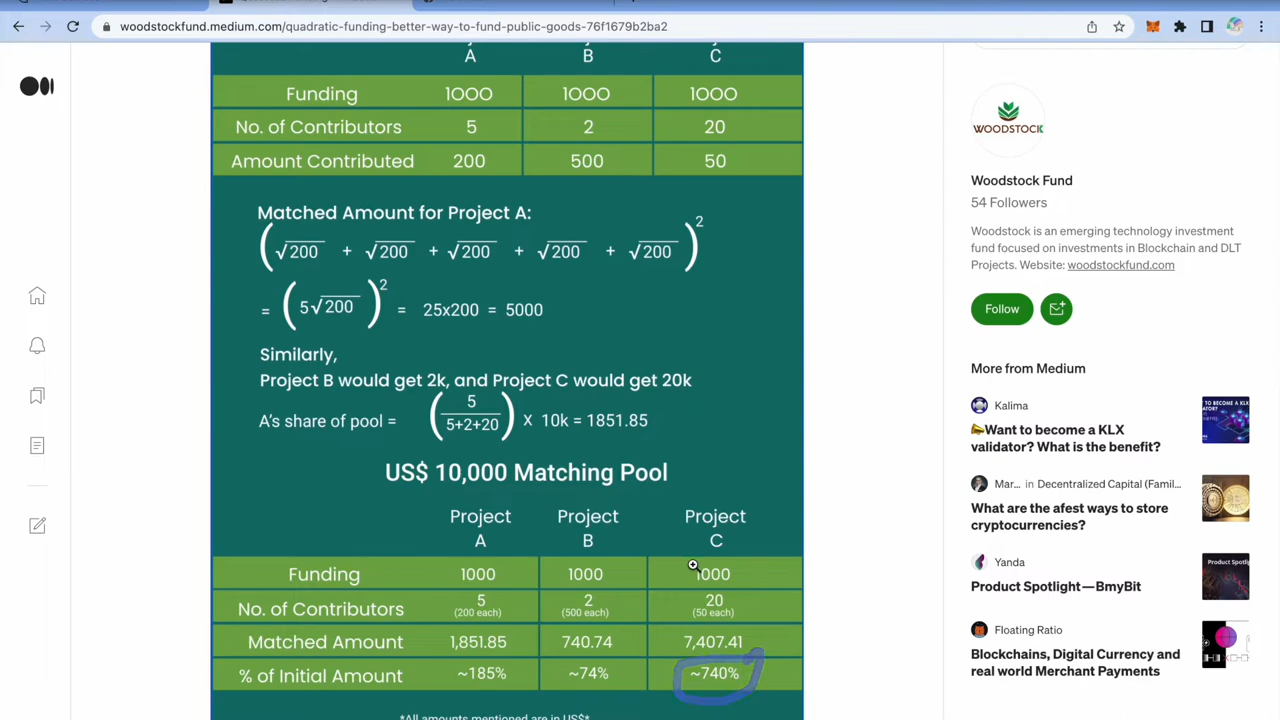 woodstockfund.medium.com/quadratic-funding-better-way-to-fund-public-goods-76f1679b2ba2
A B C
Funding 1000 1000 1000
No. of Contributors 5 2 20
Amount Contributed 200 500 50
Matched Amount for Project A:
(√200 + √200 + √200 + √200 + √200)2
= (5√200)2 = 25x200 = 5000
Similarly,
Project B would get 2k, and Project C would get 20k
A's share of pool = (5/5+2+20) X 10k = 1851.85
US$ 10,000 Matching Pool
Project Project Project
A B C
Funding 1000 1000 1000
No. of Contributors 5 2 20
(200 each) (500 each) (50 each)
Matched Amount 1,851.85 740.74 7,407.41
% of Initial Amount ~185% ~74% ~740%
*All amounts mentioned are in US$*
WOODSTOCK
Woodstock Fund
54 Followers
Woodstock is an emerging technology investment
fund focused on investments in Blockchain and DLT
Projects. Website: woodstockfund.com
Follow
More from Medium
Kalima
📣Want to become a KLX
validator? What is the benefit?
Mar... in Decentralized Capital (Famil...
What are the afest ways to store
cryptocurrencies?
Yanda
Product Spotlight—BmyBit
Floating Ratio
Blockchains, Digital Currency and
real world Merchant Payments